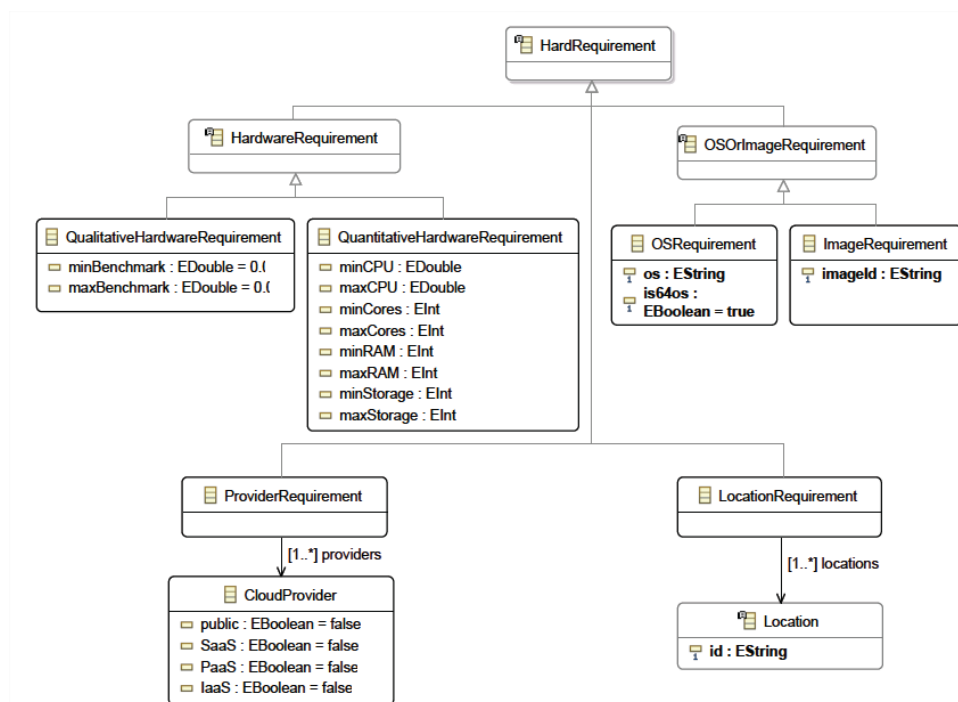 HardRequirement
HardwareRequirement
OSOrImageRequirement
QualitativeHardwareRequirement
minBenchmark : EDouble = 0.(
maxBenchmark : EDouble = 0.(
QuantitativeHardwareRequirement
minCPU : EDouble
maxCPU : EDouble
minCores : EInt
maxCores : EInt
minRAM : EInt
maxRAM : EInt
minStorage : EInt
maxStorage : EInt
OSRequirement
os : EString
is64os :
EBoolean = true
ImageRequirement
imageId : EString
ProviderRequirement
LocationRequirement
[1..*] providers
[1..*] locations
CloudProvider
public : EBoolean = false
SaaS : EBoolean = false
PaaS : EBoolean = false
IaaS : EBoolean = false
Location
id : EString